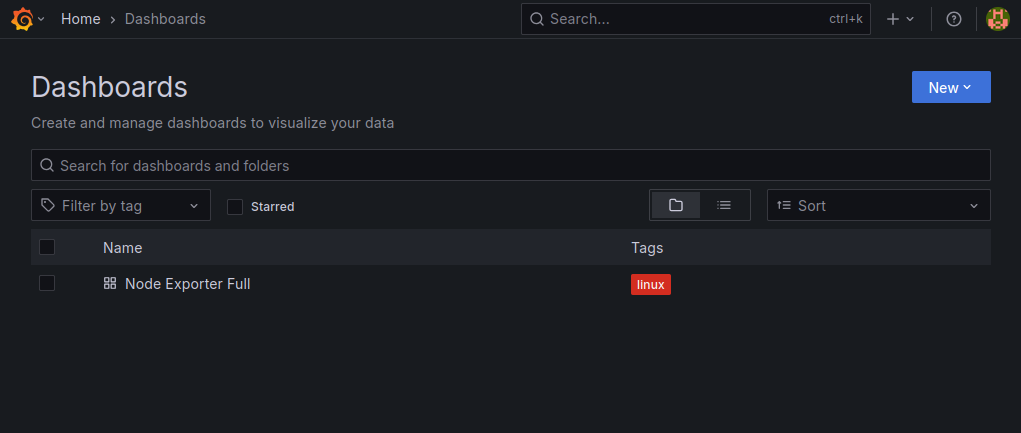 Home › Dashboards
Search...
ctrl+k
Dashboards
New
Create and manage dashboards to visualize your data
Search for dashboards and folders
Filter by tag
Starred
Sort
Name
Tags
Node Exporter Full
linux